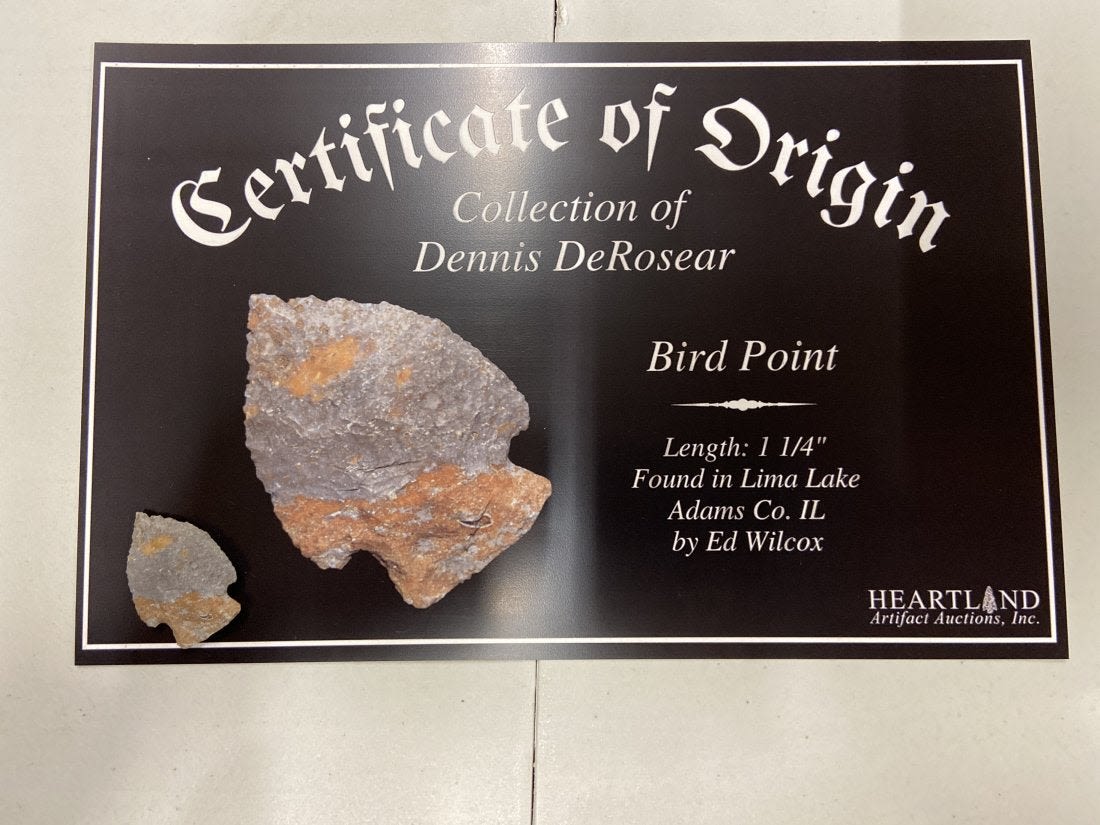 Certificate of Origin
Collection of
Dennis DeRosear
Bird Point
Length: 1 1/4"
Found in Lima Lake
Adams Co. IL
by Ed Wilcox
HEARTLAND
Artifact Auctions, Inc.